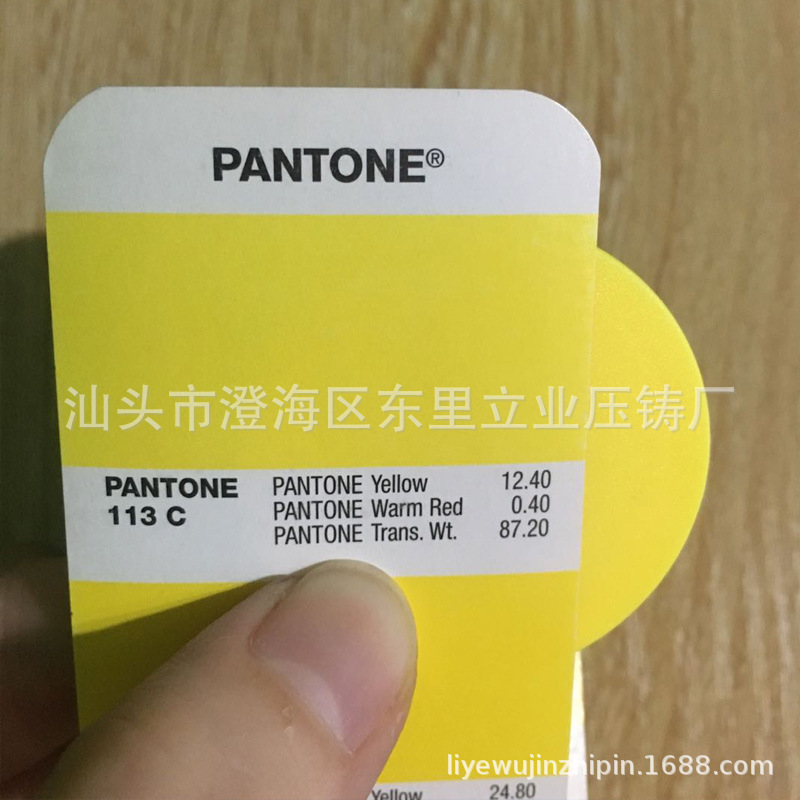 PANTONE®
汕头市澄海区东里立业压铸厂
PANTONE 113 C
PANTONE Yellow 12.40
PANTONE Warm Red 0.40
PANTONE Trans. Wt. 87.20
liyewujinzhipin.1688.com
Yellow 24.80